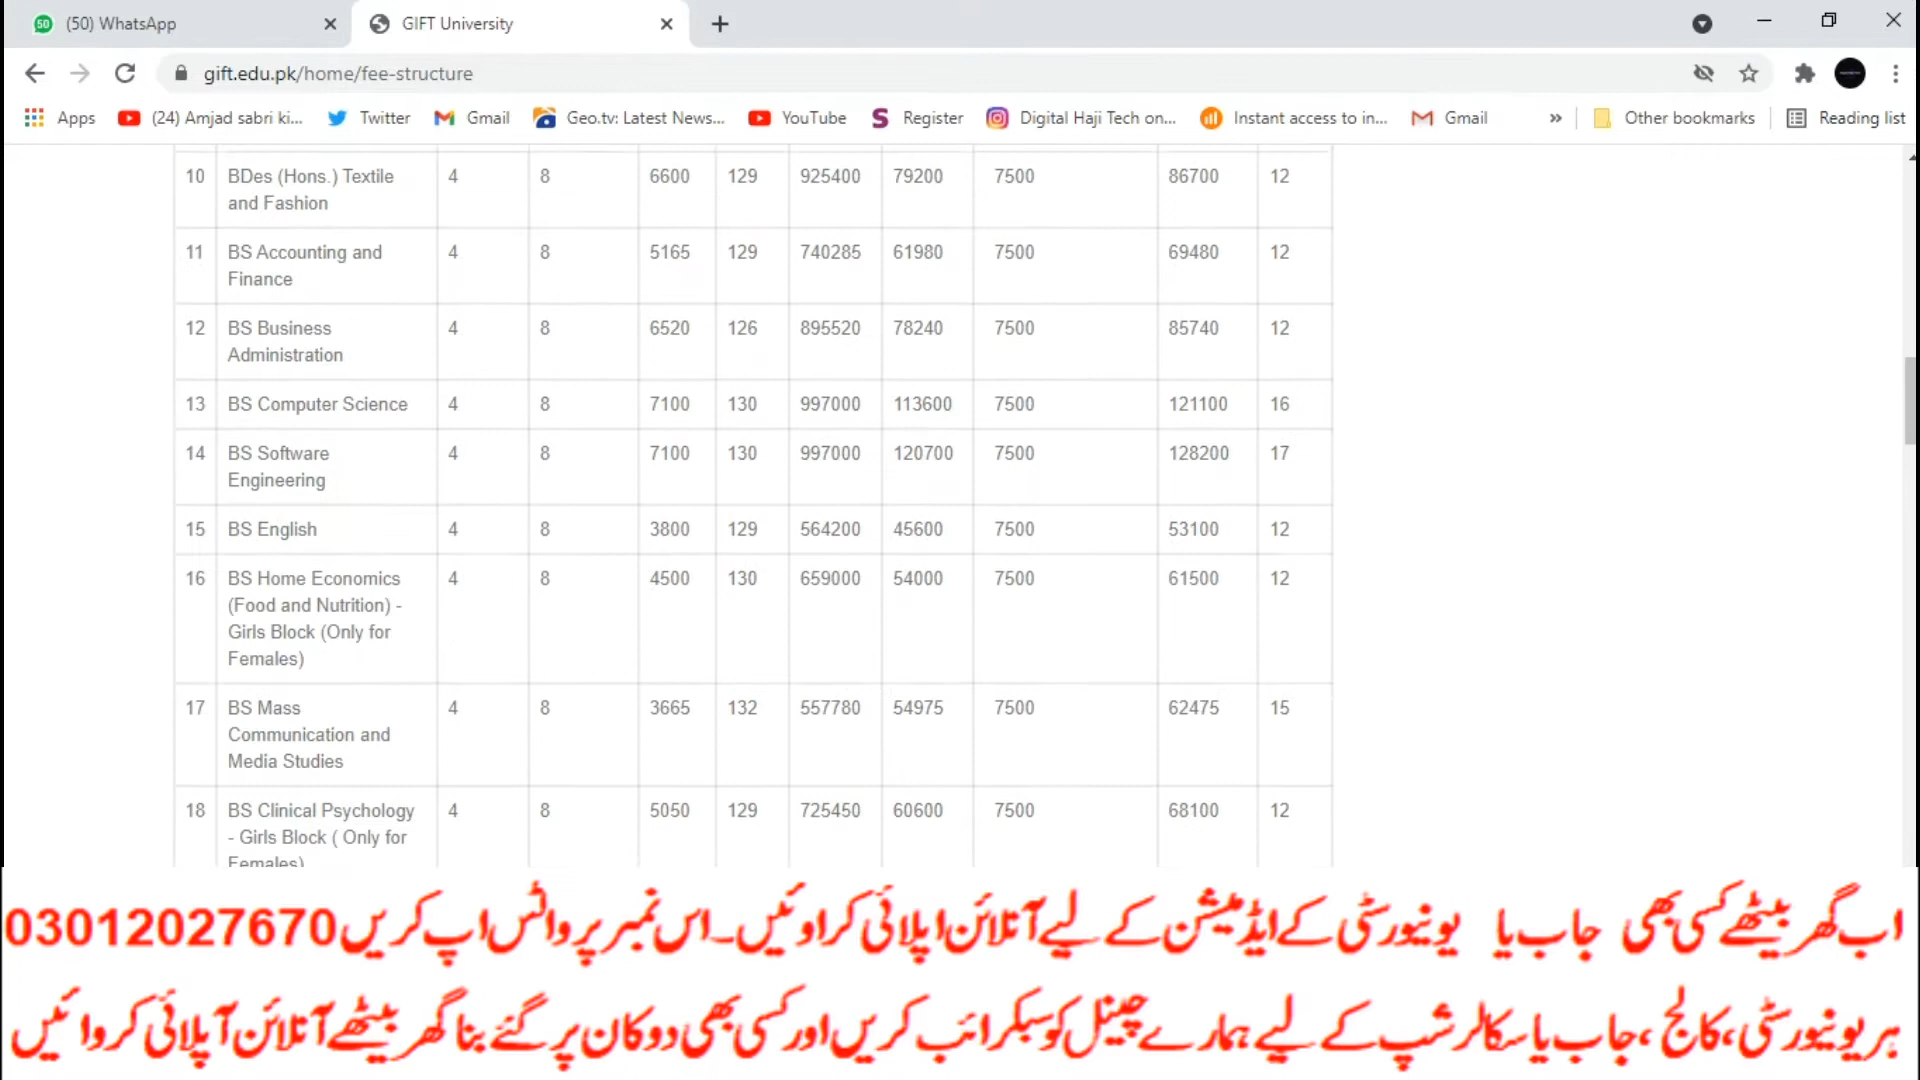 (50) WhatsApp
GIFT University
gift.edu.pk/home/fee-structure
Apps (24) Amjad sabri ki... Twitter Gmail Geo.tv: Latest News... YouTube Register Digital Haji Tech on... Instant access to in... Gmail » Other bookmarks Reading list
10 BDes (Hons.) Textile and Fashion 4 8 6600 129 925400 79200 7500 86700 12
11 BS Accounting and Finance 4 8 5165 129 740285 61980 7500 69480 12
12 BS Business Administration 4 8 6520 126 895520 78240 7500 85740 12
13 BS Computer Science 4 8 7100 130 997000 113600 7500 121100 16
14 BS Software Engineering 4 8 7100 130 997000 120700 7500 128200 17
15 BS English 4 8 3800 129 564200 45600 7500 53100 12
16 BS Home Economics (Food and Nutrition) - Girls Block (Only for Females) 4 8 4500 130 659000 54000 7500 61500 12
17 BS Mass Communication and Media Studies 4 8 3665 132 557780 54975 7500 62475 15
18 BS Clinical Psychology - Girls Block ( Only for Females) 4 8 5050 129 725450 60600 7500 68100 12
اب گھر بیٹھے کسی بھی جاب یا یونیورسٹی کے ایڈمیشن کے لیے آنلائن اپلائی کراوئیں۔اس نمبر پر واٹس اپ کریں 03012027670
ہر یونیورسٹی، کالج ،جاب یا سکالرشپ کے لیے ہمارے چینل کو سبکرائب کریں اور کسی بھی دوکان پر گئے بنا گھر بیٹھے آنلائن آپلائی کروائیں